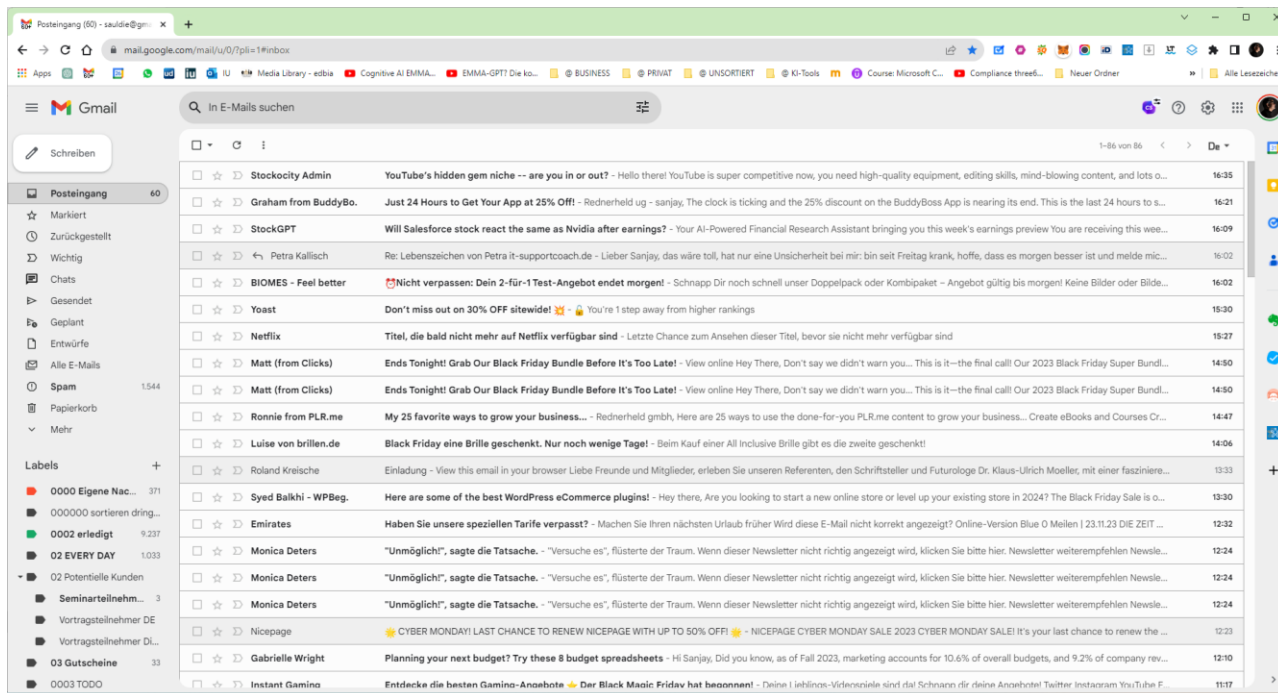 Posteingang (60) - sauldie@gm
mail.google.com/mail/u/0/?pli=1#inbox
Apps IU Media Library - edbia Cognitive AI EMMA... EMMA-GPT? Die ko... @ BUSINESS @ PRIVAT @ UNSORTIERT @ KI-Tools Course: Microsoft C... Compliance three6... Neuer Ordner » Alle Lesezeiche
Gmail In E-Mails suchen
Schreiben 1–86 von 86 De
Posteingang 60
Markiert
Zurückgestellt
Wichtig
Chats
Gesendet
Geplant
Entwürfe
Alle E-Mails
Spam 1.544
Papierkorb
Mehr
Labels +
0000 Eigene Nac... 371
000000 sortieren dring...
0002 erledigt 9.237
02 EVERY DAY 1.033
02 Potentielle Kunden
Seminarteilnehm... 3
Vortragsteilnehmer DE
Vortragsteilnehmer Di...
03 Gutscheine 33
0003 TODO
Stockocity Admin YouTube's hidden gem niche -- are you in or out? - Hello there! YouTube is super competitive now, you need high-quality equipment, editing skills, mind-blowing content, and lots o... 16:35
Graham from BuddyBo. Just 24 Hours to Get Your App at 25% Off! - Rednerheld ug - sanjay, The clock is ticking and the 25% discount on the BuddyBoss App is nearing its end. This is the last 24 hours to s... 16:21
StockGPT Will Salesforce stock react the same as Nvidia after earnings? - Your AI-Powered Financial Research Assistant bringing you this week's earnings preview You are receiving this wee... 16:09
Petra Kallisch Re: Lebenszeichen von Petra it-supportcoach.de - Lieber Sanjay, das wäre toll, hat nur eine Unsicherheit bei mir: bin seit Freitag krank, hoffe, dass es morgen besser ist und melde mic... 16:02
BIOMES - Feel better ⏰Nicht verpassen: Dein 2-für-1 Test-Angebot endet morgen! - Schnapp Dir noch schnell unser Doppelpack oder Kombipaket – Angebot gültig bis morgen! Keine Bilder oder Bilde... 16:02
Yoast Don't miss out on 30% OFF sitewide! 💥 - 🔓 You're 1 step away from higher rankings 15:30
Netflix Titel, die bald nicht mehr auf Netflix verfügbar sind - Letzte Chance zum Ansehen dieser Titel, bevor sie nicht mehr verfügbar sind 15:27
Matt (from Clicks) Ends Tonight! Grab Our Black Friday Bundle Before It's Too Late! - View online Hey There, Don't say we didn't warn you... This is it—the final call! Our 2023 Black Friday Super Bundl... 14:50
Matt (from Clicks) Ends Tonight! Grab Our Black Friday Bundle Before It's Too Late! - View online Hey There, Don't say we didn't warn you... This is it—the final call! Our 2023 Black Friday Super Bundl... 14:50
Ronnie from PLR.me My 25 favorite ways to grow your business... - Rednerheld gmbh, Here are 25 ways to use the done-for-you PLR.me content to grow your business... Create eBooks and Courses Cr... 14:47
Luise von brillen.de Black Friday eine Brille geschenkt. Nur noch wenige Tage! - Beim Kauf einer All Inclusive Brille gibt es die zweite geschenkt! 14:06
Roland Kreische Einladung - View this email in your browser Liebe Freunde und Mitglieder, erleben Sie unseren Referenten, den Schriftsteller und Futurologe Dr. Klaus-Ulrich Moeller, mit einer fasziniere... 13:33
Syed Balkhi - WPBeg. Here are some of the best WordPress eCommerce plugins! - Hey there, Are you looking to start a new online store or level up your existing store in 2024? The Black Friday Sale is o... 13:30
Emirates Haben Sie unsere speziellen Tarife verpasst? - Machen Sie Ihren nächsten Urlaub früher Wird diese E-Mail nicht korrekt angezeigt? Online-Version Blue 0 Meilen | 23.11.23 DIE ZEIT ... 12:32
Monica Deters "Unmöglich!", sagte die Tatsache. - "Versuche es", flüsterte der Traum. Wenn dieser Newsletter nicht richtig angezeigt wird, klicken Sie bitte hier. Newsletter weiterempfehlen Newsle... 12:24
Monica Deters "Unmöglich!", sagte die Tatsache. - "Versuche es", flüsterte der Traum. Wenn dieser Newsletter nicht richtig angezeigt wird, klicken Sie bitte hier. Newsletter weiterempfehlen Newsle... 12:24
Monica Deters "Unmöglich!", sagte die Tatsache. - "Versuche es", flüsterte der Traum. Wenn dieser Newsletter nicht richtig angezeigt wird, klicken Sie bitte hier. Newsletter weiterempfehlen Newsle... 12:24
Nicepage 🌟 CYBER MONDAY! LAST CHANCE TO RENEW NICEPAGE WITH UP TO 50% OFF! 🌟 - NICEPAGE CYBER MONDAY SALE 2023 CYBER MONDAY SALE! It's your last chance to renew the ... 12:23
Gabrielle Wright Planning your next budget? Try these 8 budget spreadsheets - Hi Sanjay, Did you know, as of Fall 2023, marketing accounts for 10.6% of overall budgets, and 9.2% of company rev... 12:10
Instant Gaming Entdecke die besten Gaming-Angebote ⭐ Der Black Magic Friday hat begonnen! - Deine Lieblings-Videospiele sind da! Schnapp dir deine Angebote! Twitter Instagram YouTube F... 11:17